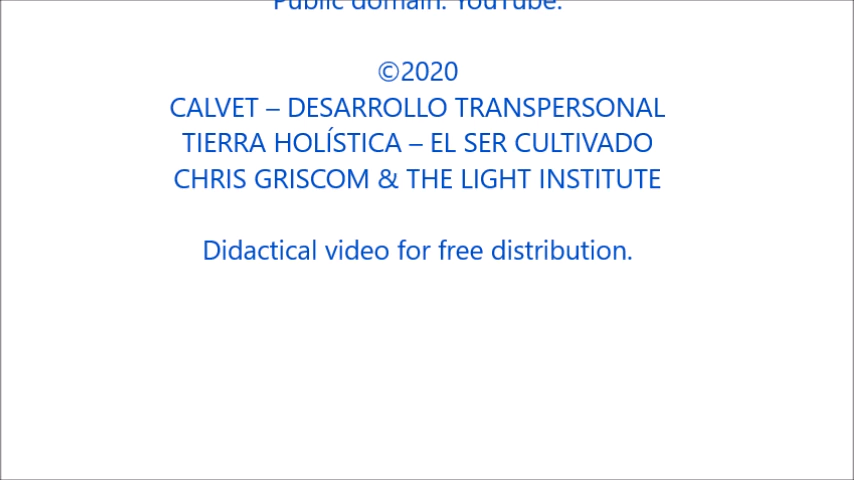 Public domain. YouTube.
©2020
CALVET – DESARROLLO TRANSPERSONAL
TIERRA HOLÍSTICA – EL SER CULTIVADO
CHRIS GRISCOM & THE LIGHT INSTITUTE
Didactical video for free distribution.